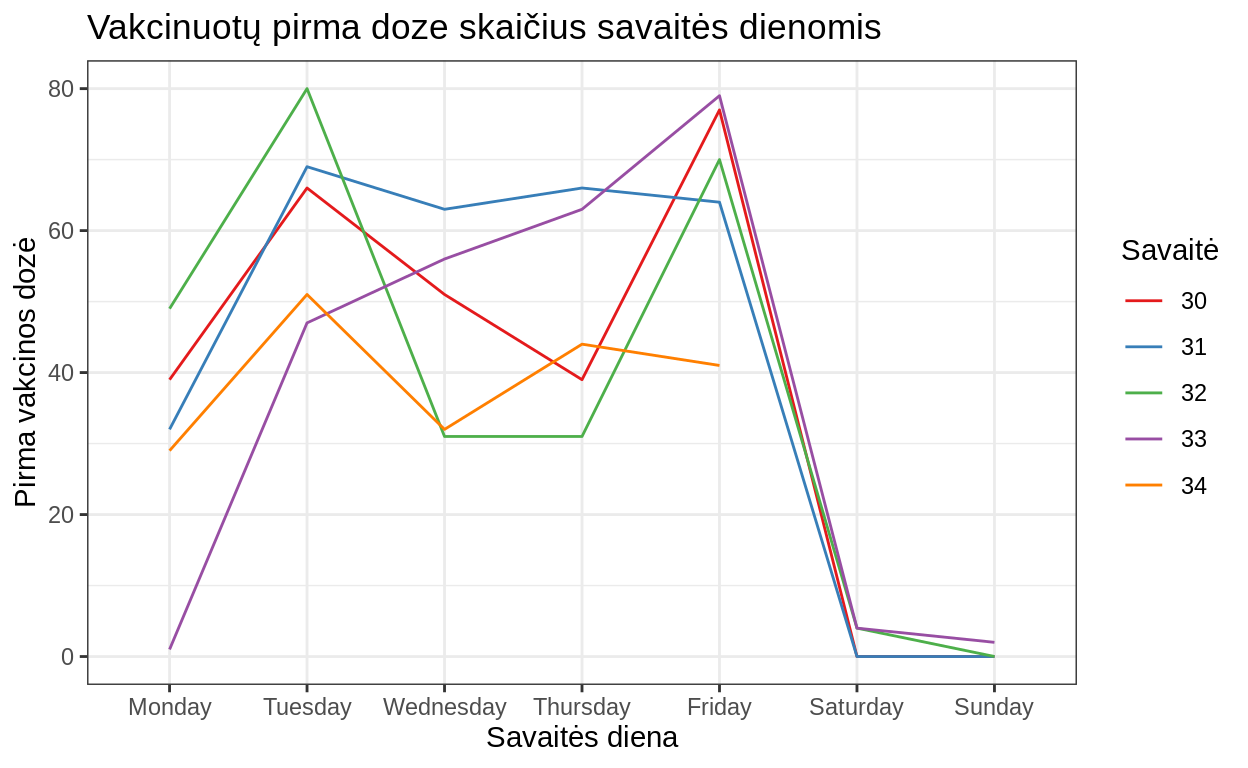 Vakcinuotų pirma doze skaičius savaitės dienomis
Pirma vakcinos dozė
80
60
40
20
0
Monday Tuesday Wednesday Thursday Friday Saturday Sunday
Savaitės diena
Savaitė
30
31
32
33
34